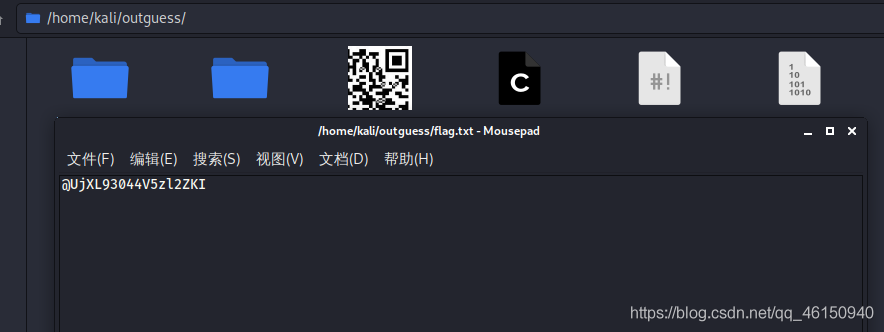 /home/kali/outguess/
C
#!
1
10
101
1010
/home/kali/outguess/flag.txt - Mousepad
文件(F) 编辑(E) 搜索(S) 视图(V) 文档(D) 帮助(H)
@UjXL93044V5zl2ZKI
https://blog.csdn.net/qq_46150940